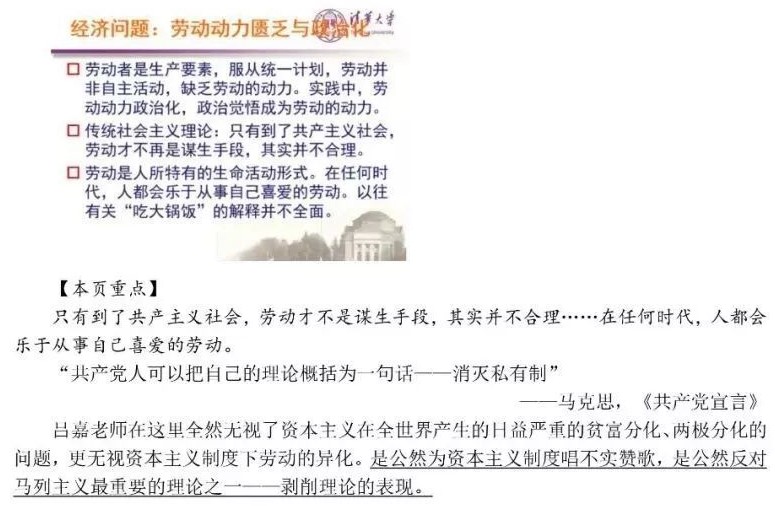 经济问题：劳动动力匮乏与政治化
清华大学
劳动者是生产要素，服从统一计划，劳动并
非自主活动，缺乏劳动的动力。实践中，劳
动动力政治化，政治觉悟成为劳动的动力。
传统社会主义理论：只有到了共产主义社会，
劳动才不再是谋生手段，其实并不合理。
劳动是人所特有的生命活动形式。在任何时
代，人都会乐于从事自己喜爱的劳动。以往
有关“吃大锅饭”的解释并不全面。
【本页重点】
只有到了共产主义社会，劳动才不是谋生手段，其实并不合理……在任何时代，人都会
乐于从事自己喜爱的劳动。
“共产党人可以把自己的理论概括为一句话——消灭私有制”
——马克思，《共产党宣言》
吕嘉老师在这里全然无视了资本主义在全世界产生的日益严重的贫富分化、两极分化的
问题，更无视资本主义制度下劳动的异化。是公然为资本主义制度唱不实赞歌，是公然反对
马列主义最重要的理论之一——剥削理论的表现。